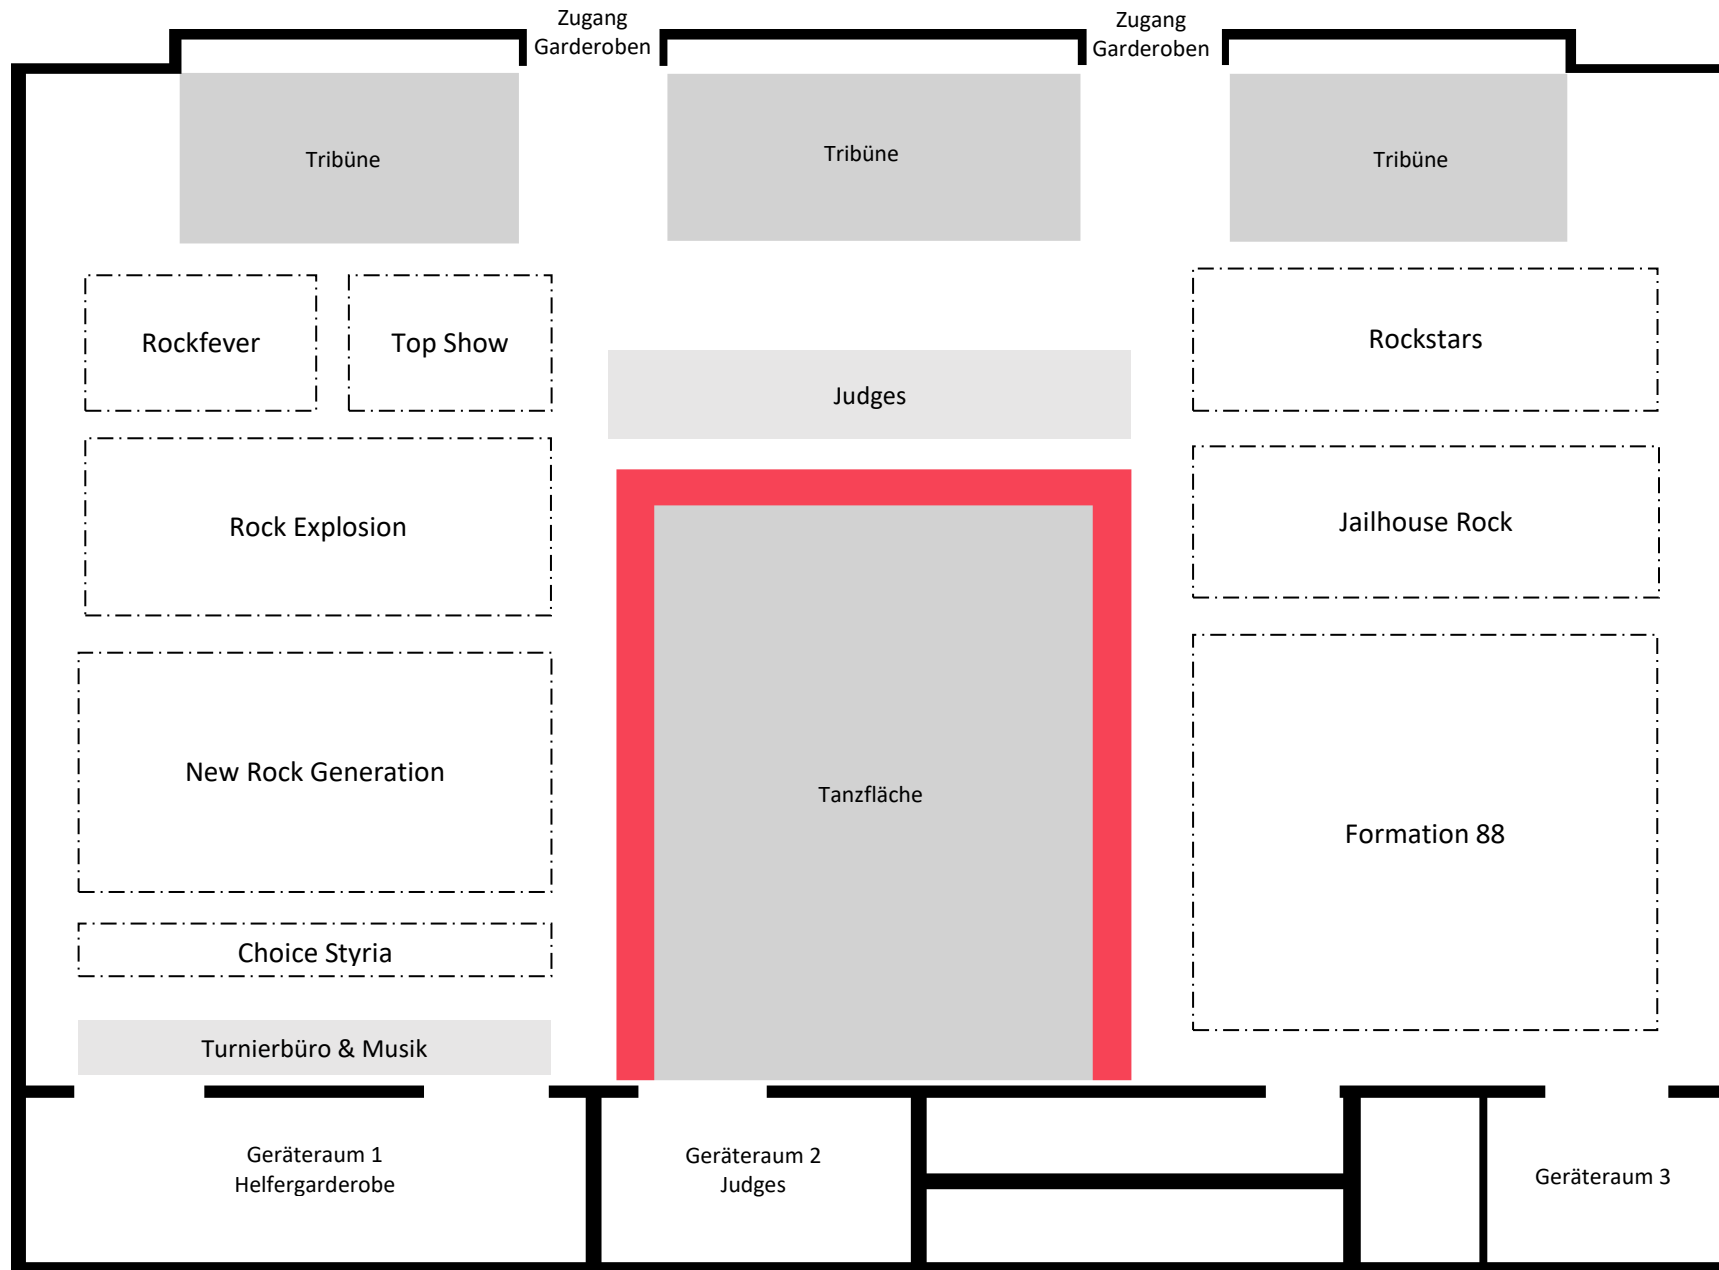 Zugang
Garderoben
Zugang
Garderoben
Tribüne
Tribüne
Tribüne
Rockfever
Top Show
Rockstars
Judges
Rock Explosion
Jailhouse Rock
New Rock Generation
Tanzfläche
Formation 88
Choice Styria
Turnierbüro & Musik
Geräteraum 1
Helfergarderobe
Geräteraum 2
Judges
Geräteraum 3